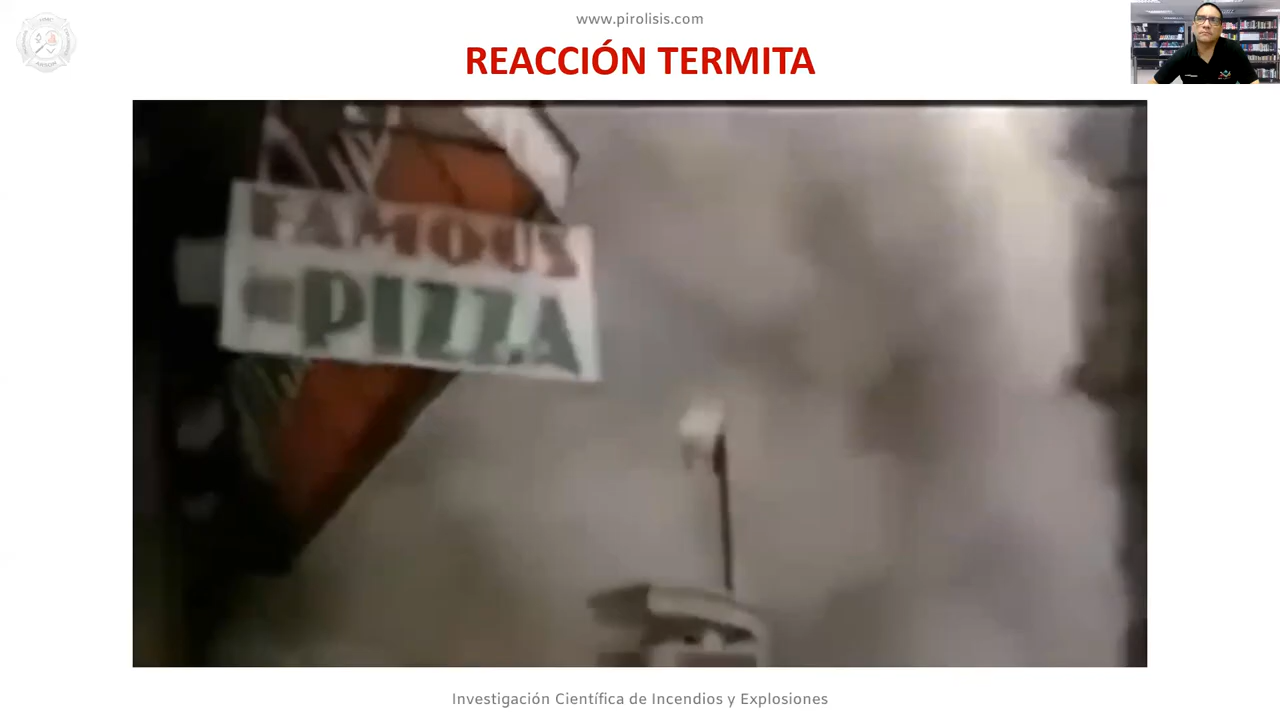 www.pirolisis.com
REACCIÓN TERMITA
FAMOUS
PIZZA
Investigación Científica de Incendios y Explosiones